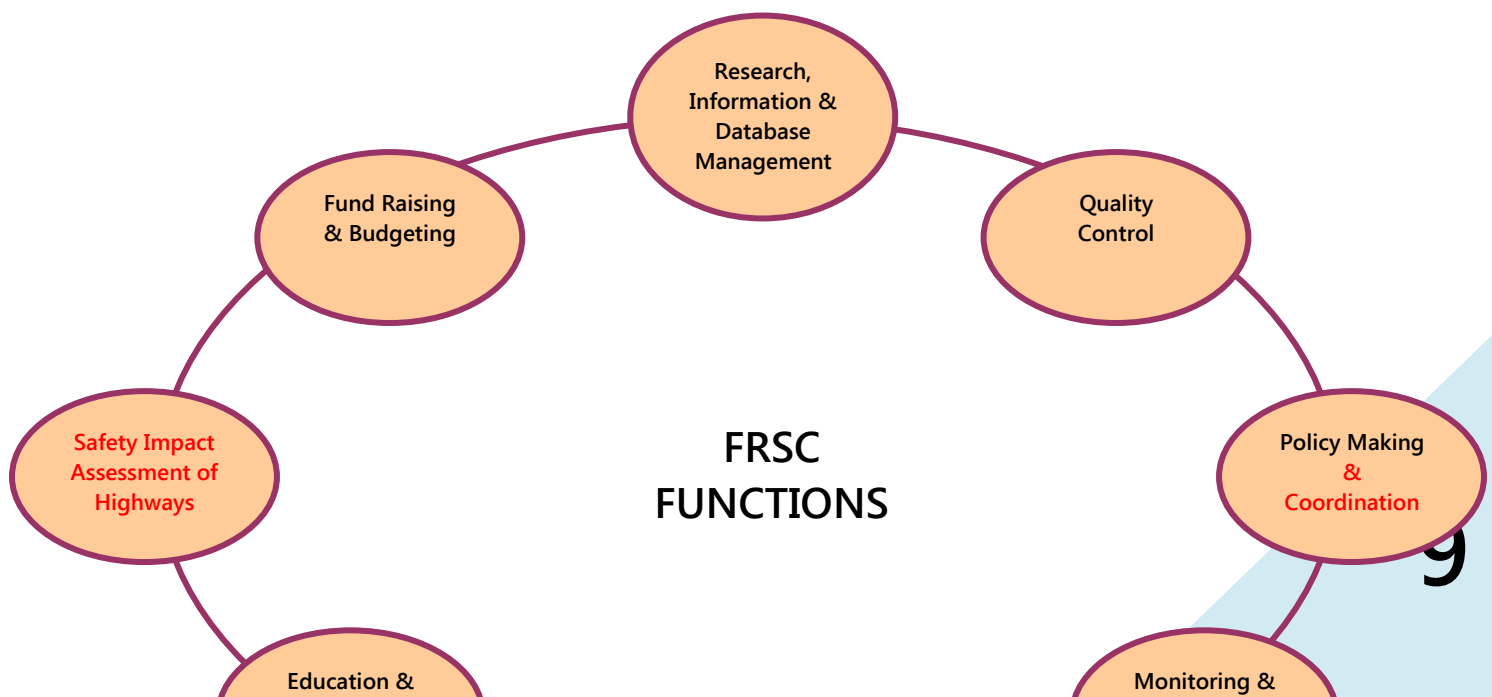 Research,
Information &
Database
Management
Fund Raising
& Budgeting
Quality
Control
Safety Impact
Assessment of
Highways
FRSC
FUNCTIONS
Policy Making
&
Coordination
9
Education &
Monitoring &